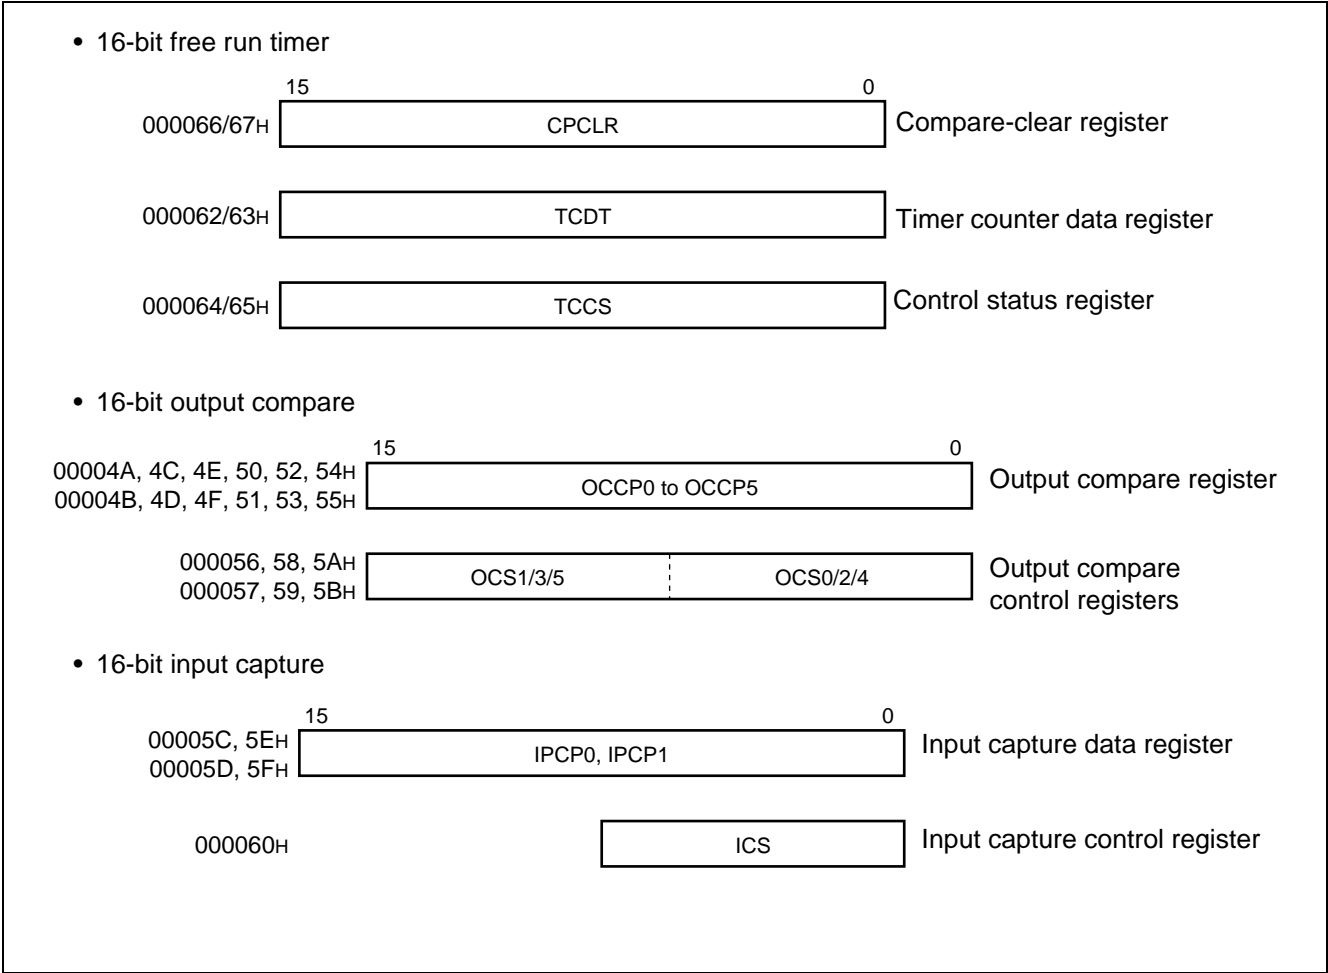 • 16-bit free run timer
15 0
000066/67H CPCLR Compare-clear register
000062/63H TCDT Timer counter data register
000064/65H TCCS Control status register
• 16-bit output compare
15 0
00004A, 4C, 4E, 50, 52, 54H
00004B, 4D, 4F, 51, 53, 55H
OCCP0 to OCCP5
Output compare register
000056, 58, 5AH
000057, 59, 5BH
OCS1/3/5 OCS0/2/4
Output compare
control registers
• 16-bit input capture
15 0
00005C, 5EH
00005D, 5FH
IPCP0, IPCP1
Input capture data register
000060H ICS Input capture control register